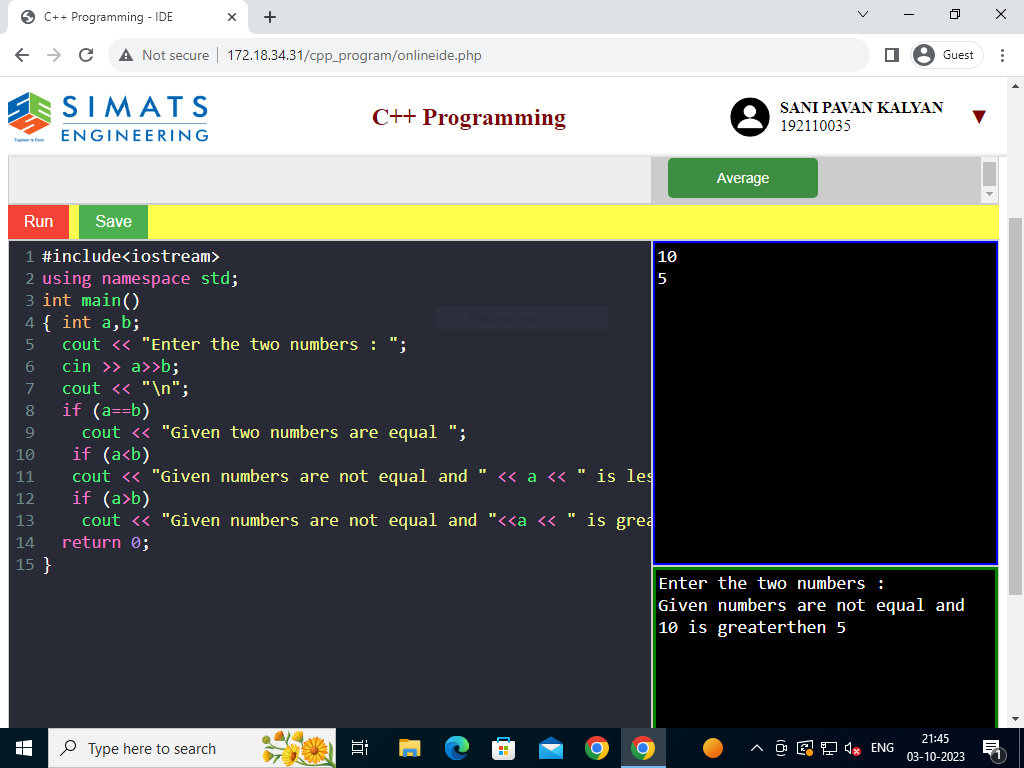 C++ Programming - IDE
Not secure
172.18.34.31/cpp_program/onlineide.php
Guest
SIMATS
ENGINEERING
C++ Programming
SANI PAVAN KALYAN
192110035
Average
Run
Save
1 #include<iostream>
2 using namespace std;
3 int main()
4 { int a,b;
5 cout << "Enter the two numbers : ";
6 cin >> a>>b;
7 cout << "\n";
8 if (a==b)
9 cout << "Given two numbers are equal ";
10 if (a<b)
11 cout << "Given numbers are not equal and " << a << " is les
12 if (a>b)
13 cout << "Given numbers are not equal and "<<a << " is grea
14 return 0;
15 }
10
5
Enter the two numbers :
Given numbers are not equal and
10 is greaterthen 5
Type here to search
ENG
21:45
03-10-2023
1